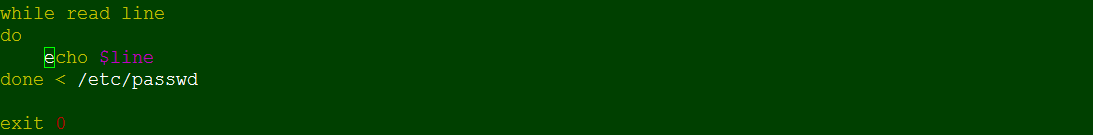 while read line
do
    echo $line
done < /etc/passwd

exit 0